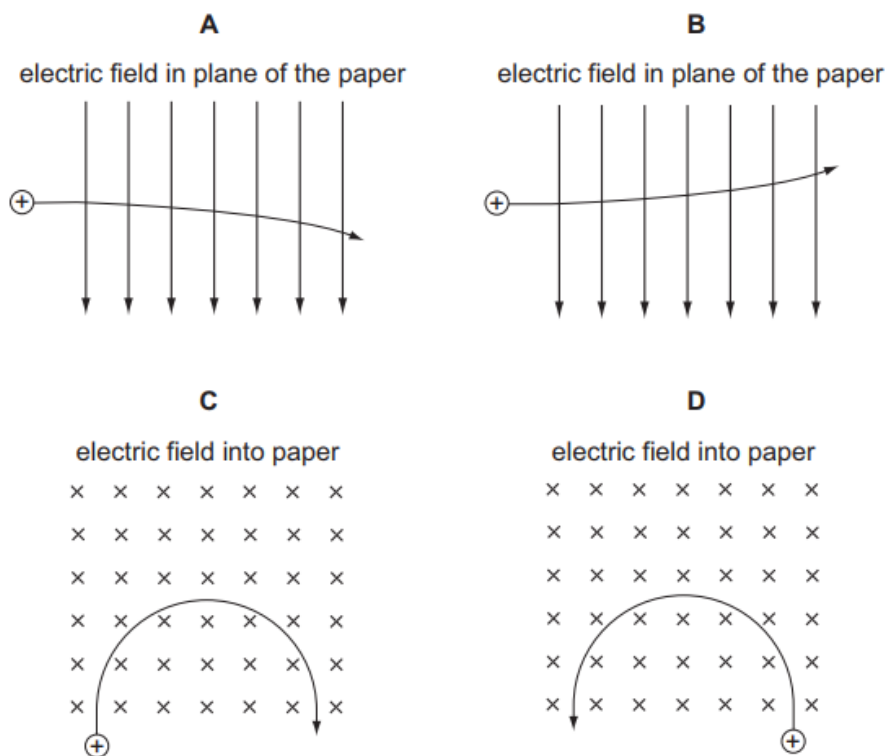 A
B
electric field in plane of the paper
electric field in plane of the paper
+
+
C
D
electric field into paper
electric field into paper
+
+